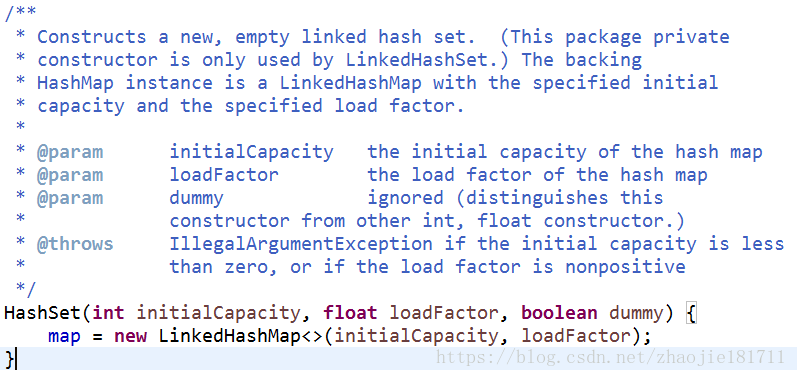 /**
 * Constructs a new, empty linked hash set.  (This package private
 * constructor is only used by LinkedHashSet.) The backing
 * HashMap instance is a LinkedHashMap with the specified initial
 * capacity and the specified load factor.
 *
 * @param      initialCapacity   the initial capacity of the hash map
 * @param      loadFactor        the load factor of the hash map
 * @param      dummy             ignored (distinguishes this
 *             constructor from other int, float constructor.)
 * @throws     IllegalArgumentException if the initial capacity is less
 *             than zero, or if the load factor is nonpositive
 */
HashSet(int initialCapacity, float loadFactor, boolean dummy) {
    map = new LinkedHashMap<>(initialCapacity, loadFactor);
}
https://blog.csdn.net/zhaojie181711